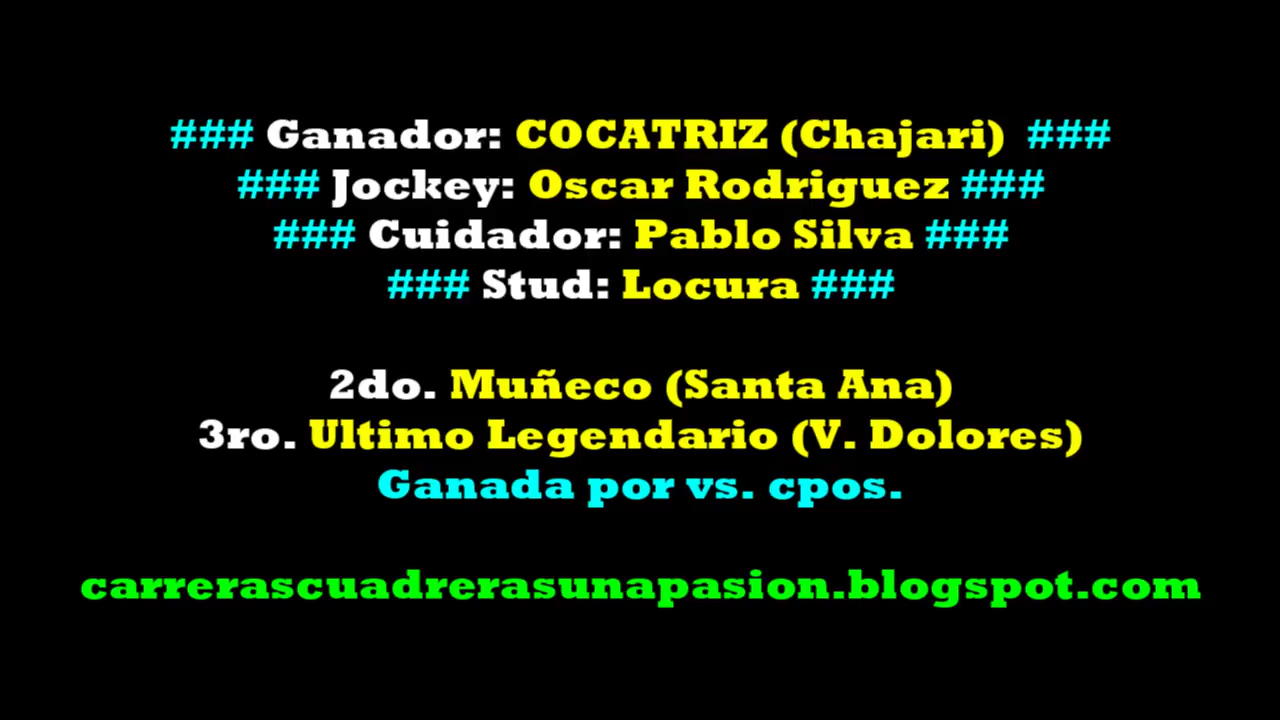 ### Ganador: COCATRIZ (Chajari) ###
### Jockey: Oscar Rodriguez ###
### Cuidador: Pablo Silva ###
### Stud: Locura ###
2do. Muñeco (Santa Ana)
3ro. Ultimo Legendario (V. Dolores)
Ganada por vs. cpos.
carrerascuadrerasunapasion.blogspot.com